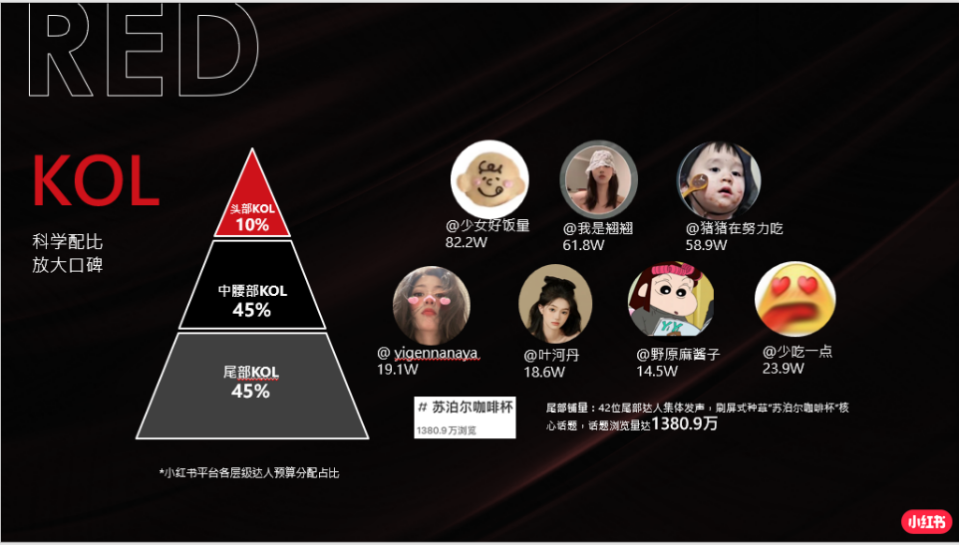 RED
KOL
科学配比
放大口碑
头部KOL
10%
中腰部KOL
45%
尾部KOL
45%
*小红书平台各层级达人预算分配占比
@少女好饭量
82.2W
@我是翘翘
61.8W
@猪猪在努力吃
58.9W
@ yigennanaya
19.1W
@叶河丹
18.6W
@野原麻酱子
14.5W
@少吃一点
23.9W
# 苏泊尔咖啡杯
1380.9万浏览
尾部铺量：42位尾部达人集体发声，刷屏式种草“苏泊尔咖啡杯”核
心话题，话题浏览量达1380.9万
小红书